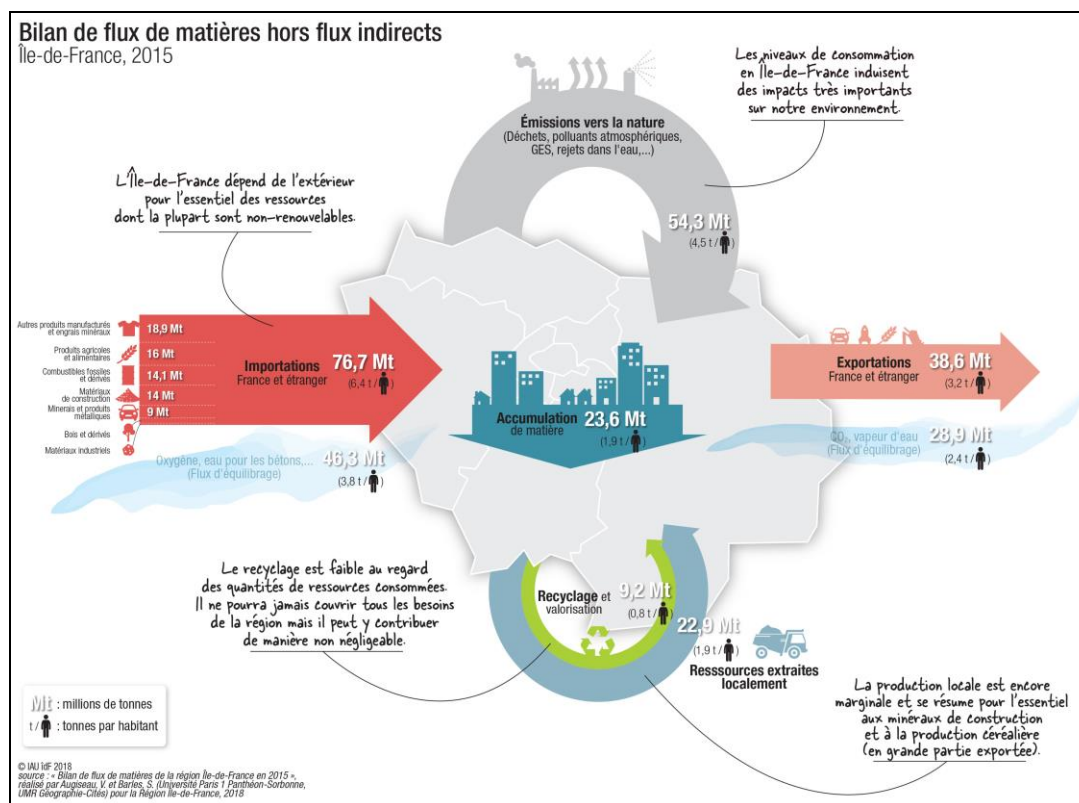 Bilan de flux de matières hors flux indirects
Île-de-France, 2015
Les niveaux de consommation
en Île-de-France induisent
des impacts très importants
sur notre environnement.
Émissions vers la nature
(Déchets, polluants atmosphériques,
GES, rejets dans l'eau,...)
54,3 Mt
(4,5 t/)
L'Île-de-France dépend de l'extérieur
pour l'essentiel des ressources
dont la plupart sont non-renouvelables.
Autres produits manufacturés
et engrais minéraux
18,9 Mt
Produits agricoles
et alimentaires
16 Mt
Combustibles fossiles
et dérivés
14,1 Mt
Matériaux
de construction
14 Mt
Minerais et produits
métalliques
9 Mt
Bois et dérivés
Matériaux industriels
Importations
France et étranger
76,7 Mt
(6,4 t/)
Oxygène, eau pour les bétons,...
(Flux d'équilibrage)
46,3 Mt
(3,8 t/)
Accumulation
de matière
23,6 Mt
(1,9 t/)
Exportations
France et étranger
38,6 Mt
(3,2 t/)
CO2, vapeur d'eau
(Flux d'équilibrage)
28,9 Mt
(2,4 t/)
Le recyclage est faible au regard
des quantités de ressources consommées.
Il ne pourra jamais couvrir tous les besoins
de la région mais il peut y contribuer
de manière non négligeable.
Recyclage et
valorisation
9,2 Mt
(0,8 t/)
22,9 Mt
(1,9 t/)
Resssources extraites
localement
La production locale est encore
marginale et se résume pour l'essentiel
aux minéraux de construction
et à la production céréalière
(en grande partie exportée).
Mt : millions de tonnes
t/ : tonnes par habitant
© IAU îdF 2018
source : « Bilan de flux de matières de la région Île-de-France en 2015 »,
réalisé par Augiseau, V. et Barles, S. (Université Paris 1 Panthéon-Sorbonne,
UMR Géographie-Cités) pour la Région Île-de-France, 2018